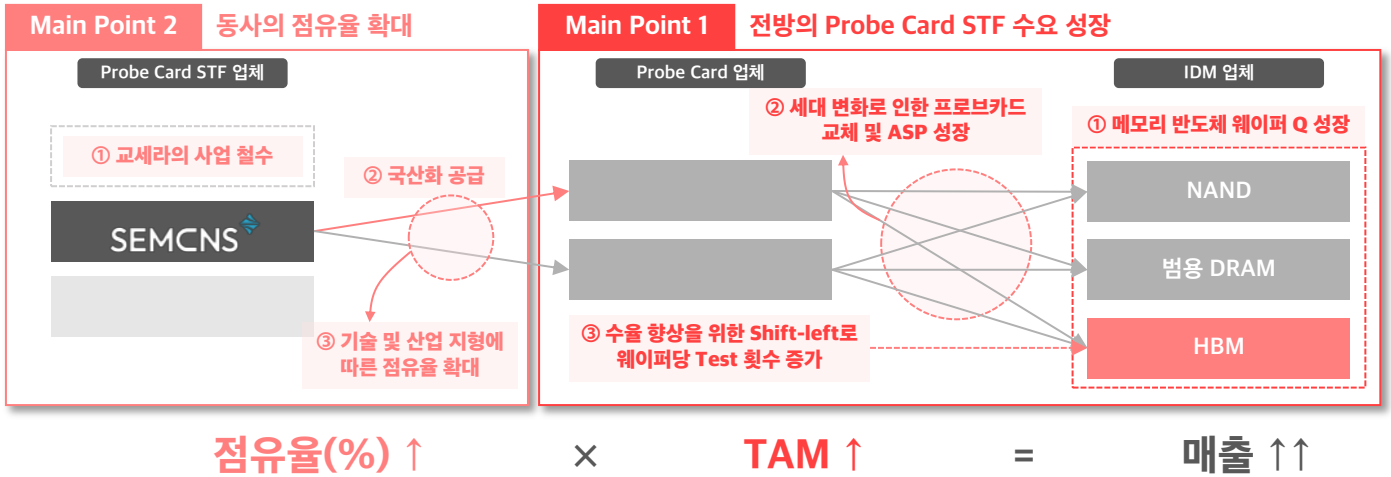 Main Point 2
동사의 점유율 확대
Probe Card STF 업체
① 교세라의 사업 철수
② 국산화 공급
SEMCNS
③ 기술 및 산업 지형에
따른 점유율 확대
Main Point 1
전방의 Probe Card STF 수요 성장
Probe Card 업체
IDM 업체
② 세대 변화로 인한 프로브카드
교체 및 ASP 성장
① 메모리 반도체 웨이퍼 Q 성장
NAND
범용 DRAM
③ 수율 향상을 위한 Shift-left로
웨이퍼당 Test 횟수 증가
HBM
점유율(%) ↑ × TAM ↑ = 매출 ↑↑